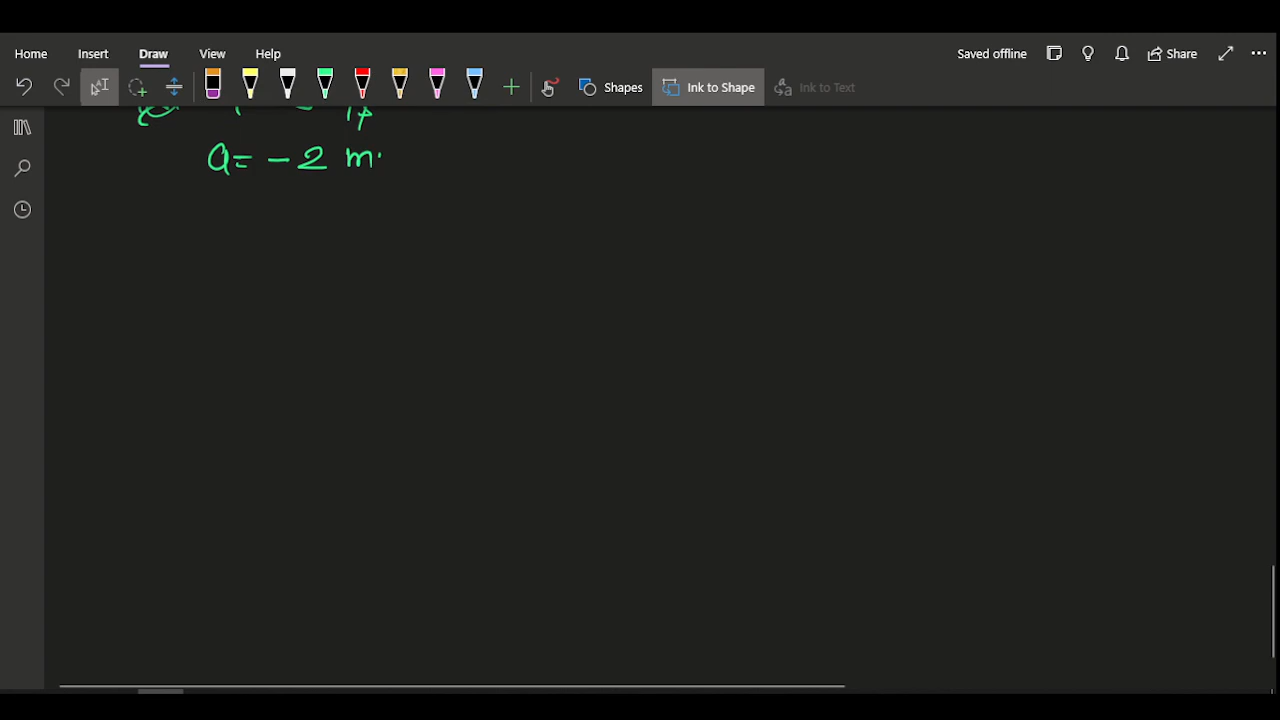 Home Insert Draw View Help Saved offline Share
Shapes Ink to Shape Ink to Text
a = - 2 m.